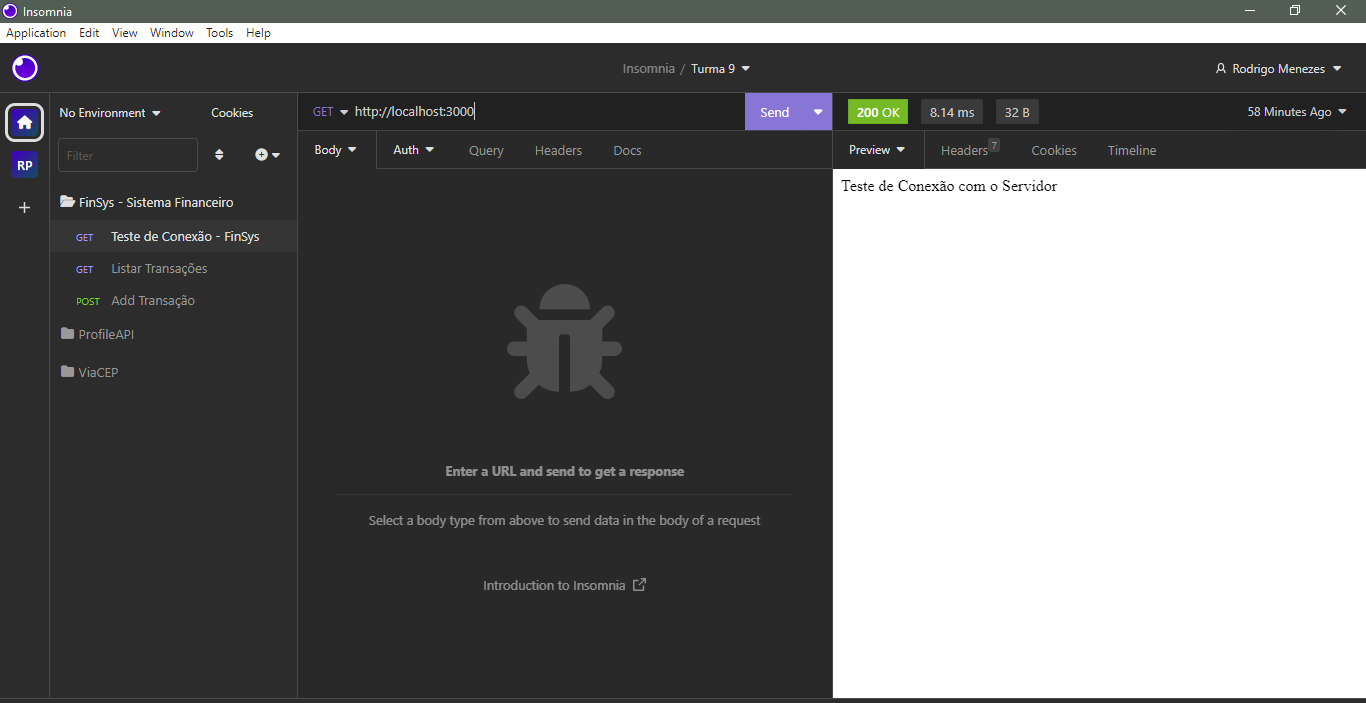 Insomnia
Application Edit View Window Tools Help
Insomnia / Turma 9
Rodrigo Menezes
No Environment Cookies
GET http://localhost:3000 Send
200 OK 8.14 ms 32 B 58 Minutes Ago
RP
Filter
Body Auth Query Headers Docs
Preview Headers 7 Cookies Timeline
FinSys - Sistema Financeiro
GET Teste de Conexão - FinSys
GET Listar Transações
POST Add Transação
ProfileAPI
ViaCEP
Enter a URL and send to get a response
Select a body type from above to send data in the body of a request
Introduction to Insomnia
Teste de Conexão com o Servidor